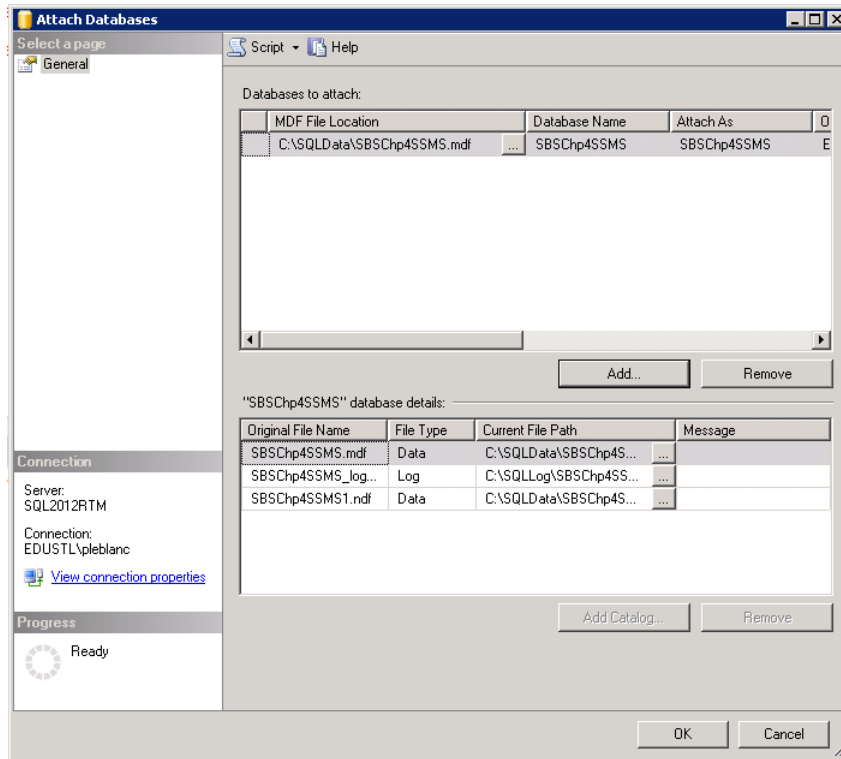 Attach Databases
Select a page
General
Script Help
Databases to attach:
MDF File Location Database Name Attach As O
C:\SQLData\SBSChp4SSMS.mdf ... SBSChp4SSMS SBSChp4SSMS E
Add... Remove
"SBSChp4SSMS" database details:
Original File Name File Type Current File Path Message
SBSChp4SSMS.mdf Data C:\SQLData\SBSChp4S... ...
SBSChp4SSMS_log... Log C:\SQLLog\SBSChp4SS... ...
SBSChp4SSMS1.ndf Data C:\SQLData\SBSChp4S... ...
Add Catalog... Remove
Connection
Server:
SQL2012RTM
Connection:
EDUSTL\pleblanc
View connection properties
Progress
Ready
OK Cancel